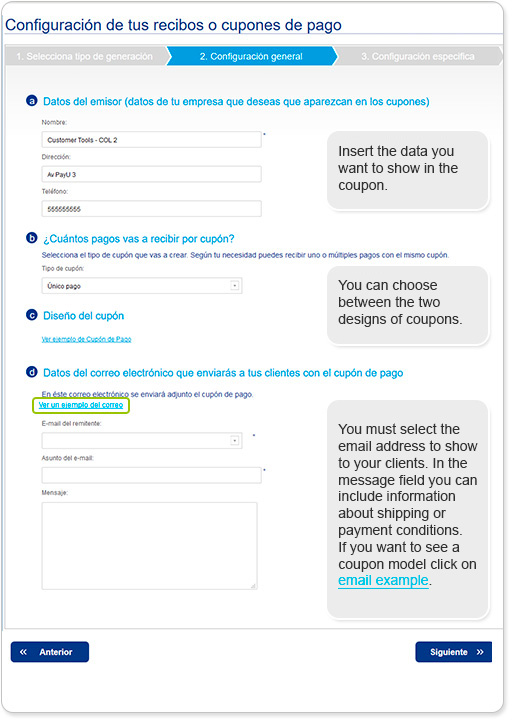 Configuración de tus recibos o cupones de pago
1. Selecciona tipo de generación
2. Configuración general
3. Configuración especifica
a Datos del emisor (datos de tu empresa que deseas que aparezcan en los cupones)
Nombre:
Customer Tools - COL 2 *
Dirección:
Av.PayU 3
Teléfono:
555555555
Insert the data you
want to show in the
coupon.
b ¿Cuántos pagos vas a recibir por cupón?
Selecciona el tipo de cupón que vas a crear. Según tu necesidad puedes recibir uno o múltiples pagos con el mismo cupón.
Tipo de cupón:
Único pago
You can choose
between the two
designs of coupons.
c Diseño del cupón
Ver ejemplo de Cupón de Pago
d Datos del correo electrónico que enviarás a tus clientes con el cupón de pago
En éste correo electrónico se enviará adjunto el cupón de pago.
Ver un ejemplo del correo
E-mail del remitente:
*
Asunto del e-mail:
*
Mensaje:
You must select the
email address to show
to your clients. In the
message field you can
include information
about shipping or
payment conditions.
If you want to see a
coupon model click on
email example.
« Anterior
Siguiente »